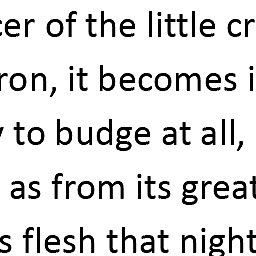 cer of the little cr
ron, it becomes i
to budge at all,
as from its great
s flesh that night